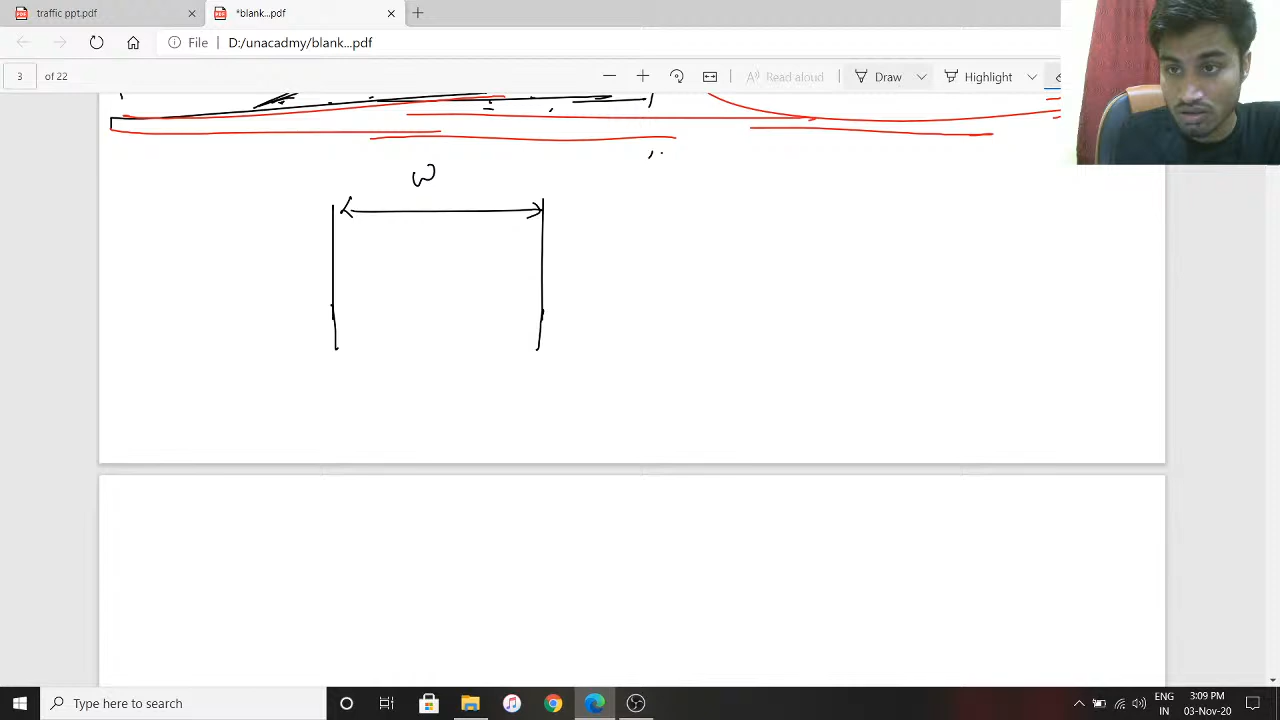 traffic ppt.pdf
*blank...pdf
File D:/unacadmy/blank...pdf
3 of 22
Read aloud Draw Highlight
W
Type here to search
ENG
IN
3:09 PM
03-Nov-20